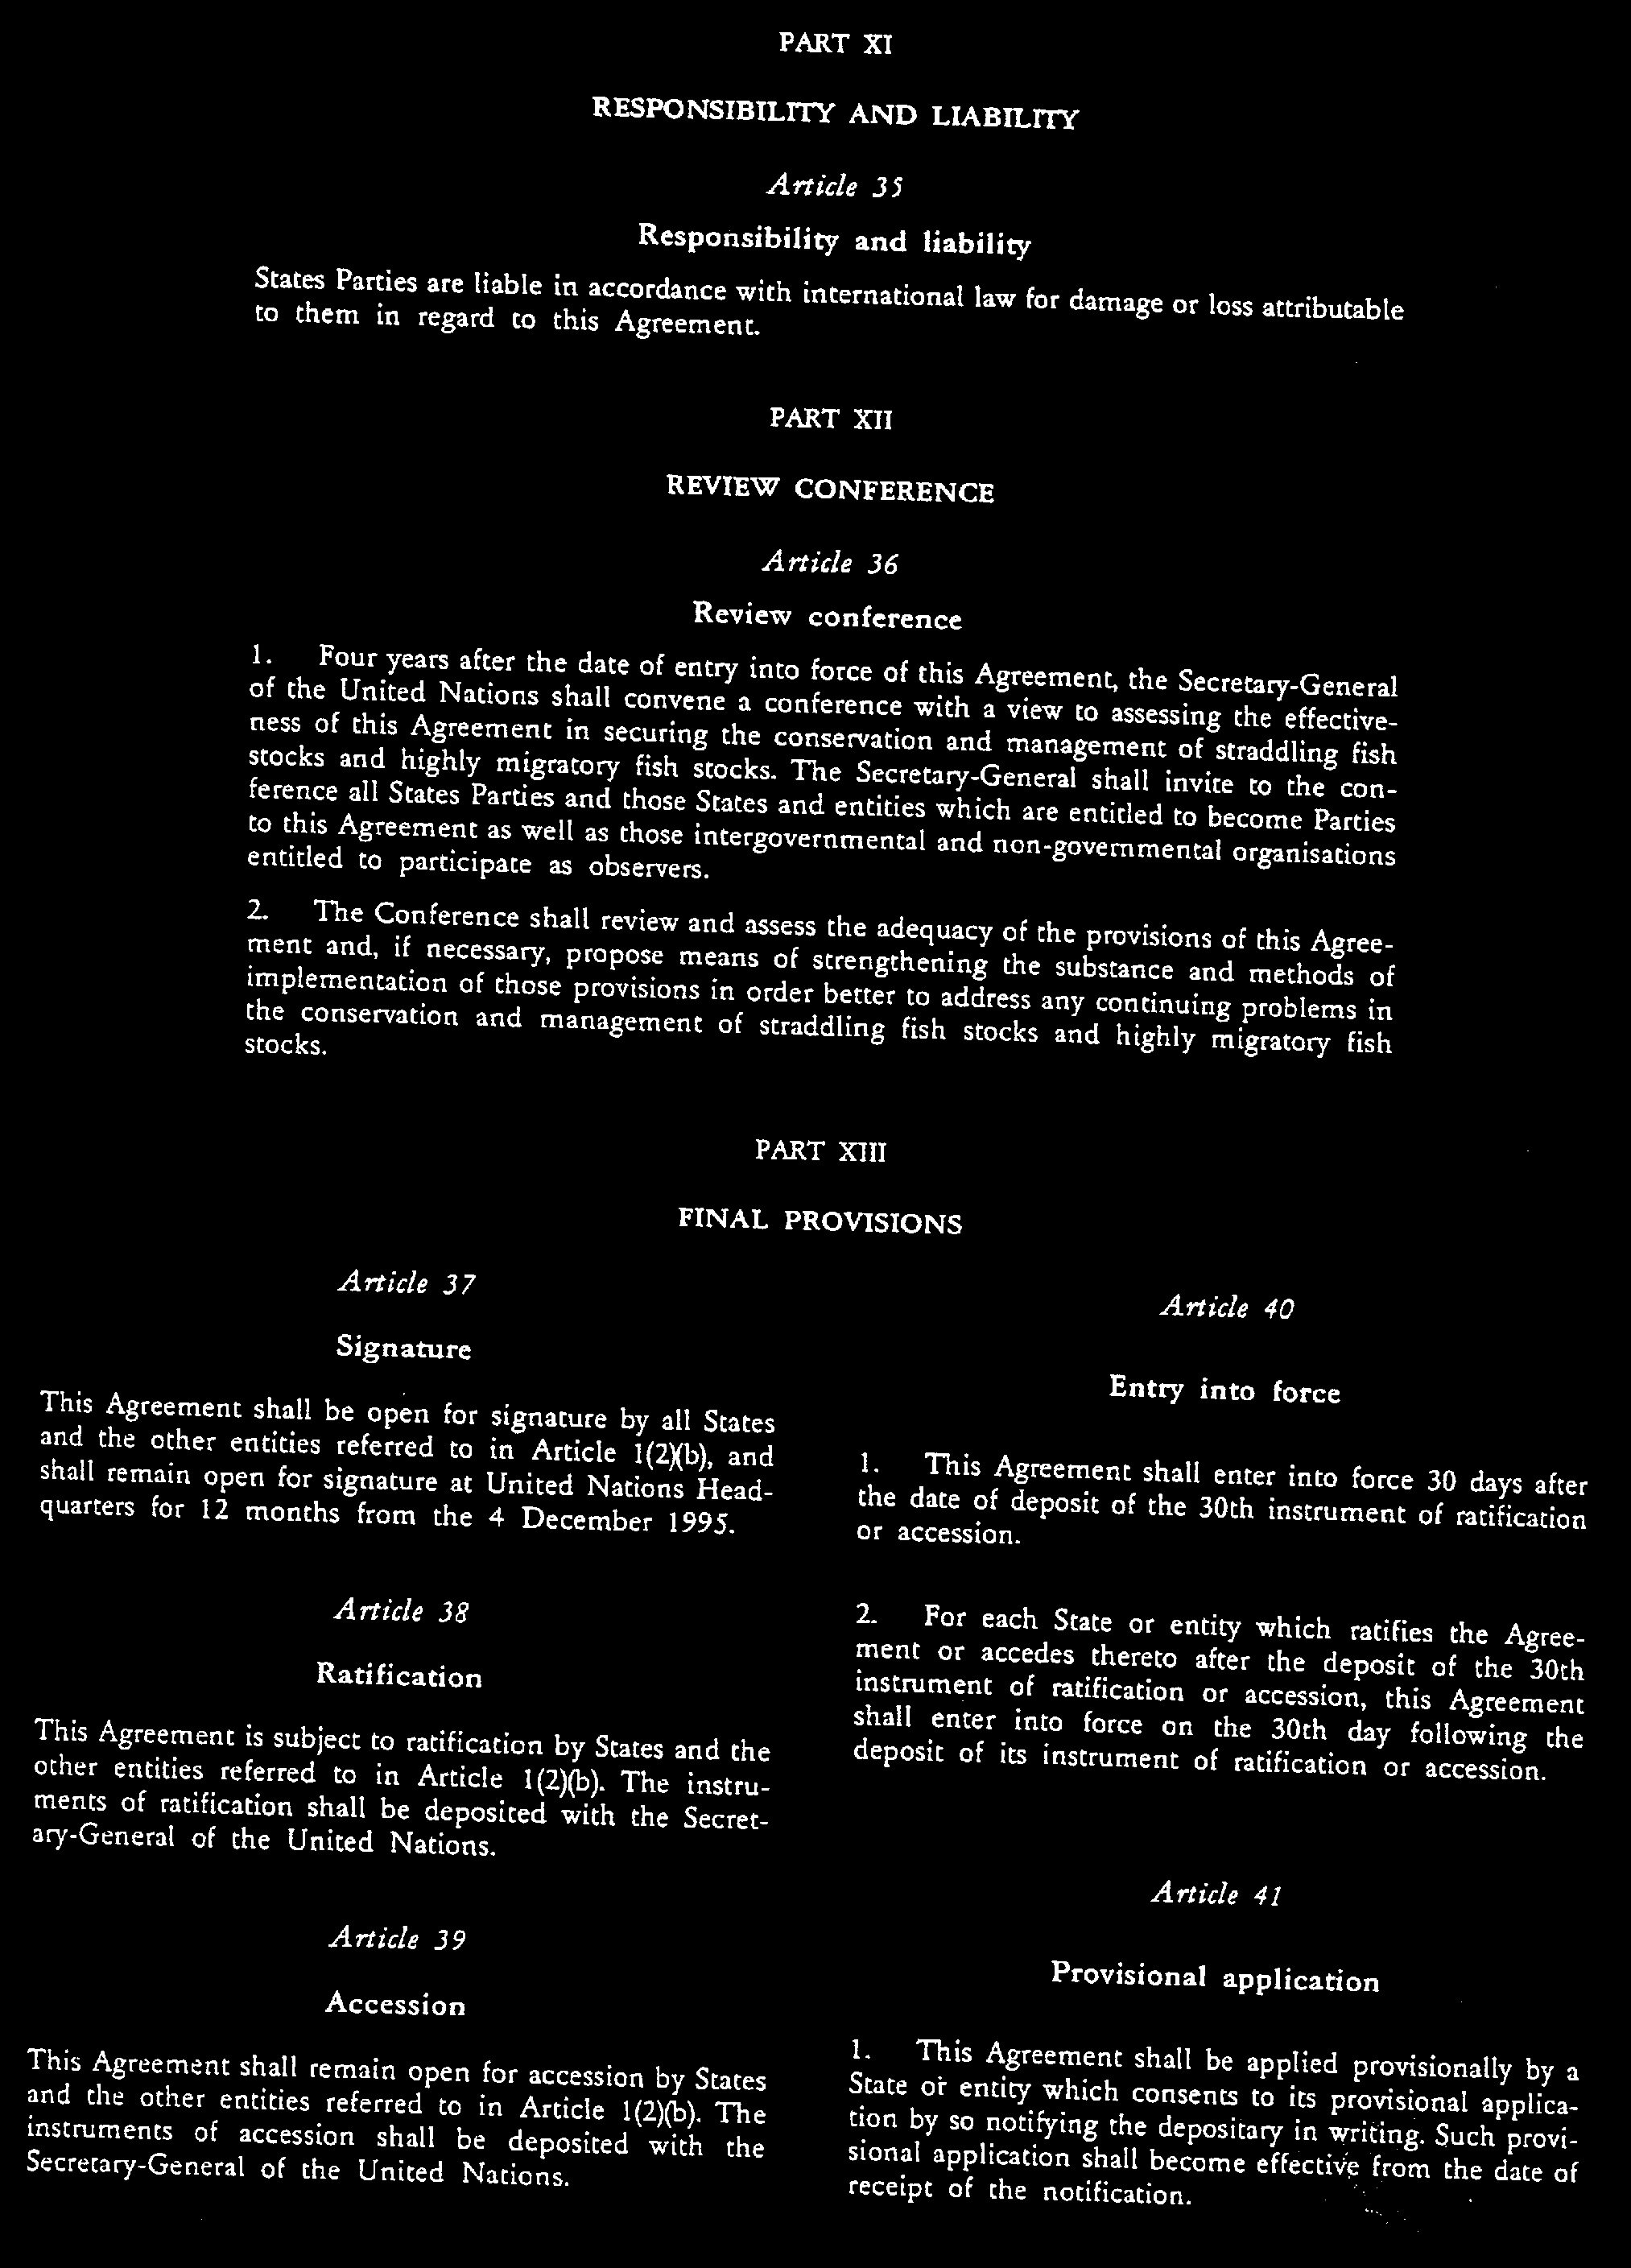 PART XI
RESPONSIBILITY AND LIABILITY
Article 35
Responsibility and liability
States Parties are liable in accordance with international law for damage or loss attributable
to them in regard to this Agreement.
PART XII
REVIEW CONFERENCE
Article 36
Review conference
1. Four years after the date of entry into force of this Agreement, the Secretary-General
of the United Nations shall convene a conference with a view to assessing the effective-
ness of this Agreement in securing the conservation and management of straddling fish
stocks and highly migratory fish stocks. The Secretary-General shall invite to the con-
ference all States Parties and those States and entities which are entitled to become Parties
to this Agreement as well as those intergovernmental and non-governmental organisations
entitled to participate as observers.
2. The Conference shall review and assess the adequacy of the provisions of this Agree-
ment and, if necessary, propose means of strengthening the substance and methods of
implementation of those provisions in order better to address any continuing problems in
the conservation and management of straddling fish stocks and highly migratory fish
stocks.
PART XIII
FINAL PROVISIONS
Article 37
Signature
This Agreement shall be open for signature by all States
and the other entities referred to in Article 1(2)(b), and
shall remain open for signature at United Nations Head-
quarters for 12 months from the 4 December 1995.
Article 38
Ratification
This Agreement is subject to ratification by States and the
other entities referred to in Article 1(2)(b). The instru-
ments of ratification shall be deposited with the Secret-
ary-General of the United Nations.
Article 39
Accession
This Agreement shall remain open for accession by States
and the other entities referred to in Article 1(2)(b). The
instruments of accession shall be deposited with the
Secretary-General of the United Nations.
Article 40
Entry into force
1. This Agreement shall enter into force 30 days after
the date of deposit of the 30th instrument of ratification
or accession.
2. For each State or entity which ratifies the Agree-
ment or accedes thereto after the deposit of the 30th
instrument of ratification or accession, this Agreement
shall enter into force on the 30th day following the
deposit of its instrument of ratification or accession.
Article 41
Provisional application
1. This Agreement shall be applied provisionally by a
State or entity which consents to its provisional applica-
tion by so notifying the depositary in writing. Such provi-
sional application shall become effective from the date of
receipt of the notification.